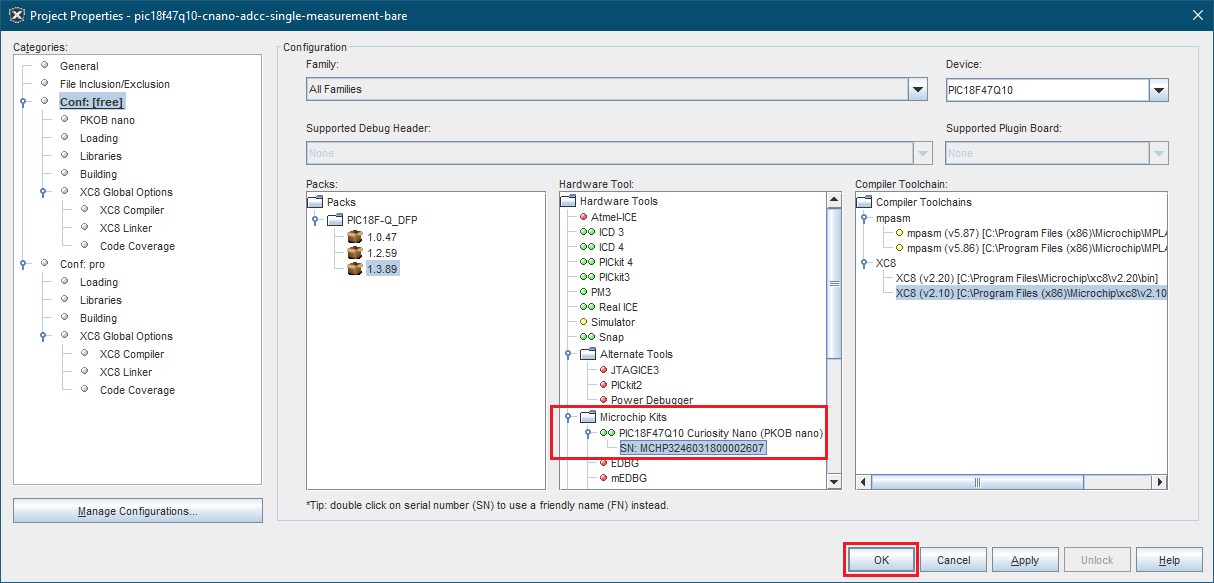 Project Properties - pic18f47q10-cnano-adcc-single-measurement-bare
Categories:
General
File Inclusion/Exclusion
Conf: [free]
PKOB nano
Loading
Libraries
Building
XC8 Global Options
XC8 Compiler
XC8 Linker
Code Coverage
Conf: pro
Loading
Libraries
Building
XC8 Global Options
XC8 Compiler
XC8 Linker
Code Coverage
Manage Configurations...
Configuration
Family:
All Families
Device:
PIC18F47Q10
Supported Debug Header:
None
Supported Plugin Board:
None
Packs:
Packs
PIC18F-Q_DFP
1.0.47
1.2.59
1.3.89
Hardware Tool:
Hardware Tools
Atmel-ICE
ICD 3
ICD 4
PICkit 4
PICkit3
PM3
Real ICE
Simulator
Snap
Alternate Tools
JTAGICE3
PICkit2
Power Debugger
Microchip Kits
PIC18F47Q10 Curiosity Nano (PKOB nano)
SN: MCHP3246031800002607
EDBG
mEDBG
Compiler Toolchain:
Compiler Toolchains
mpasm
mpasm (v5.87) [C:\Program Files (x86)\Microchip\MPLA
mpasm (v5.86) [C:\Program Files (x86)\Microchip\MPLA
XC8
XC8 (v2.20) [C:\Program Files\Microchip\xc8\v2.20\bin]
XC8 (v2.10) [C:\Program Files (x86)\Microchip\xc8\v2.10
*Tip: double click on serial number (SN) to use a friendly name (FN) instead.
OK
Cancel
Apply
Unlock
Help